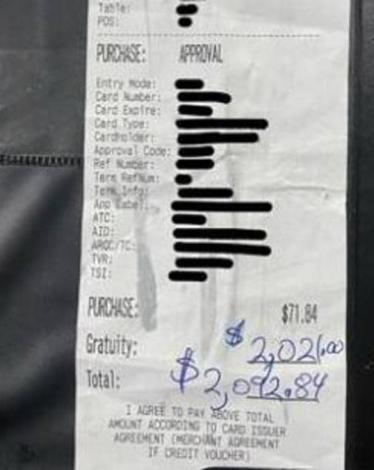 Table:
POS:
PURCHASE: APPROVAL
Entry Mode:
Card Number:
Card Expire:
Card Type:
Cardholder:
Approval Code:
Ref Number:
Term RefNum:
Term Info:
App Label:
ATC:
AID:
ARQC/TC:
TVR:
TSI:
PURCHASE: $71.84
Gratuity: $2,021.00
Total: $2,092.84
I AGREE TO PAY ABOVE TOTAL
AMOUNT ACCORDING TO CARD ISSUER
AGREEMENT (MERCHANT AGREEMENT
IF CREDIT VOUCHER)